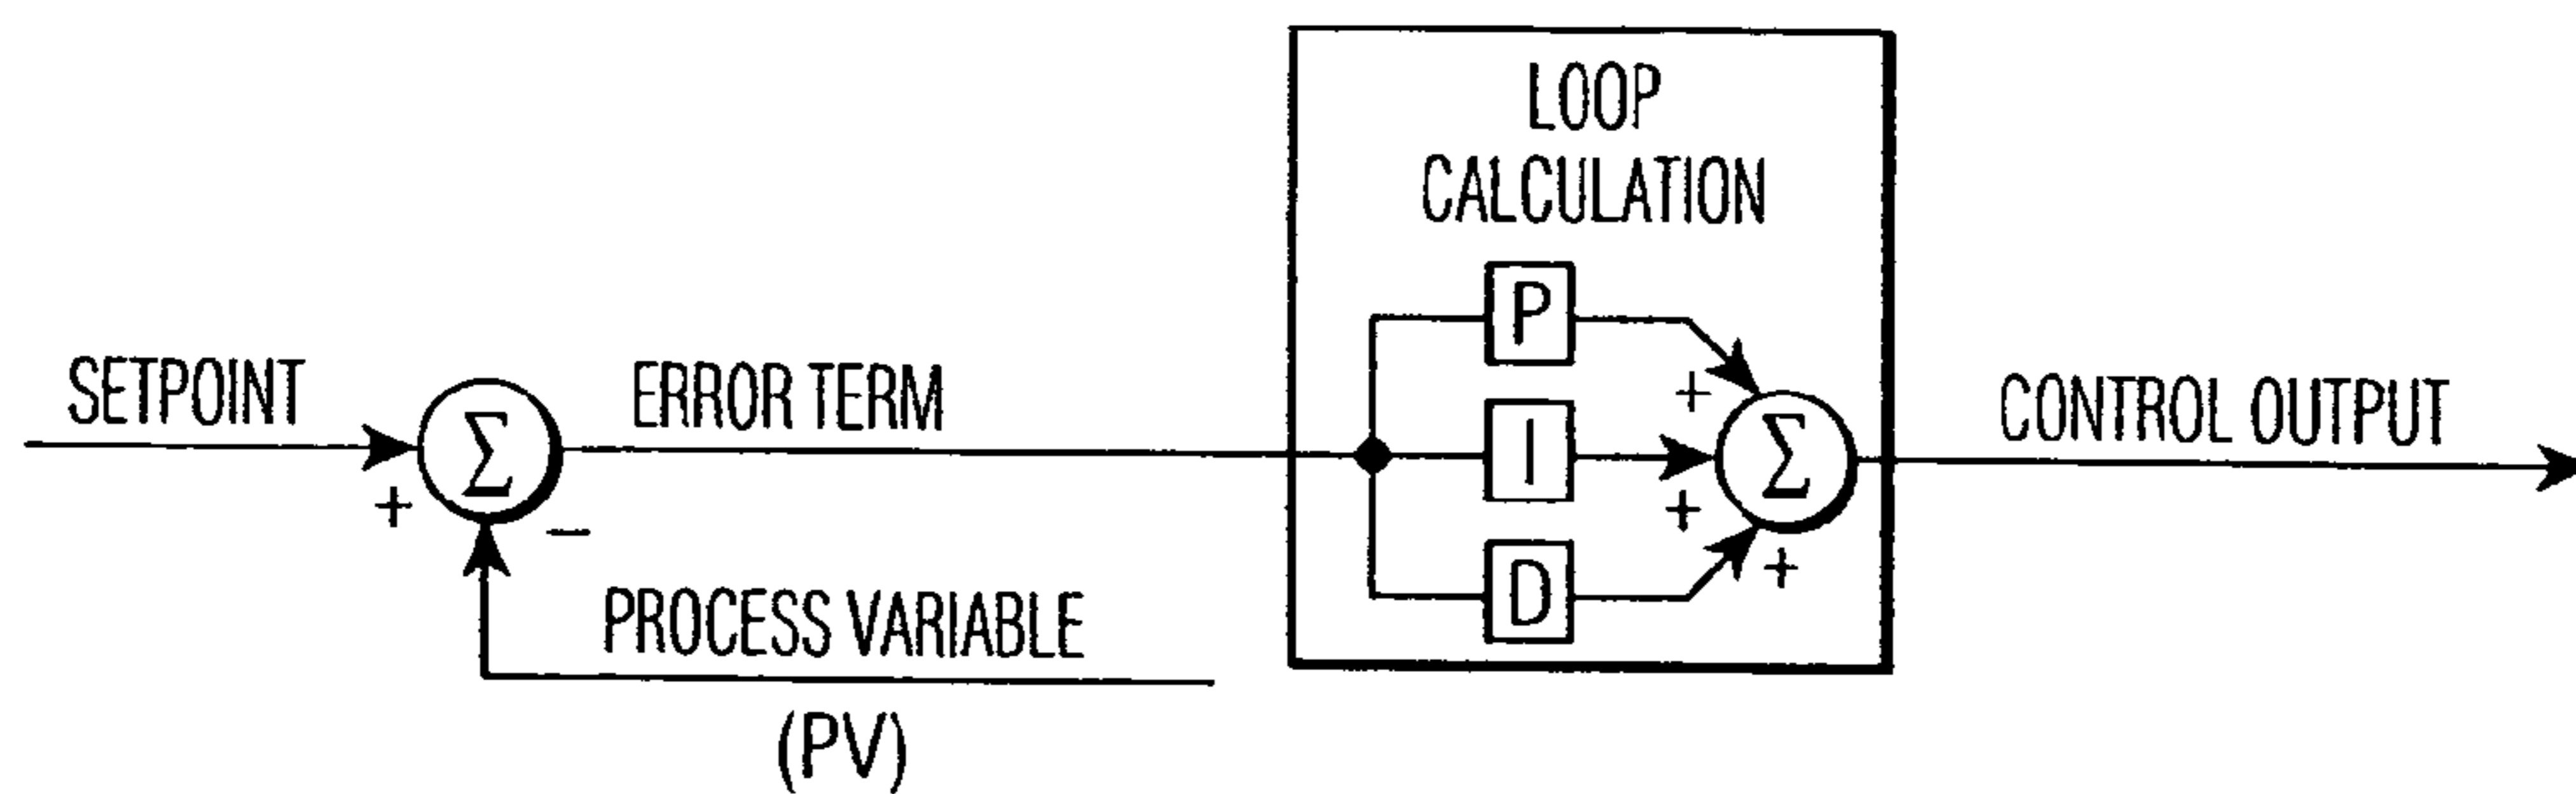 LOOP
CALCULATION
P
SETPOINT
Σ
ERROR TERM
+
I
Σ
CONTROL OUTPUT
+
−
+
D
+
PROCESS VARIABLE
(PV)